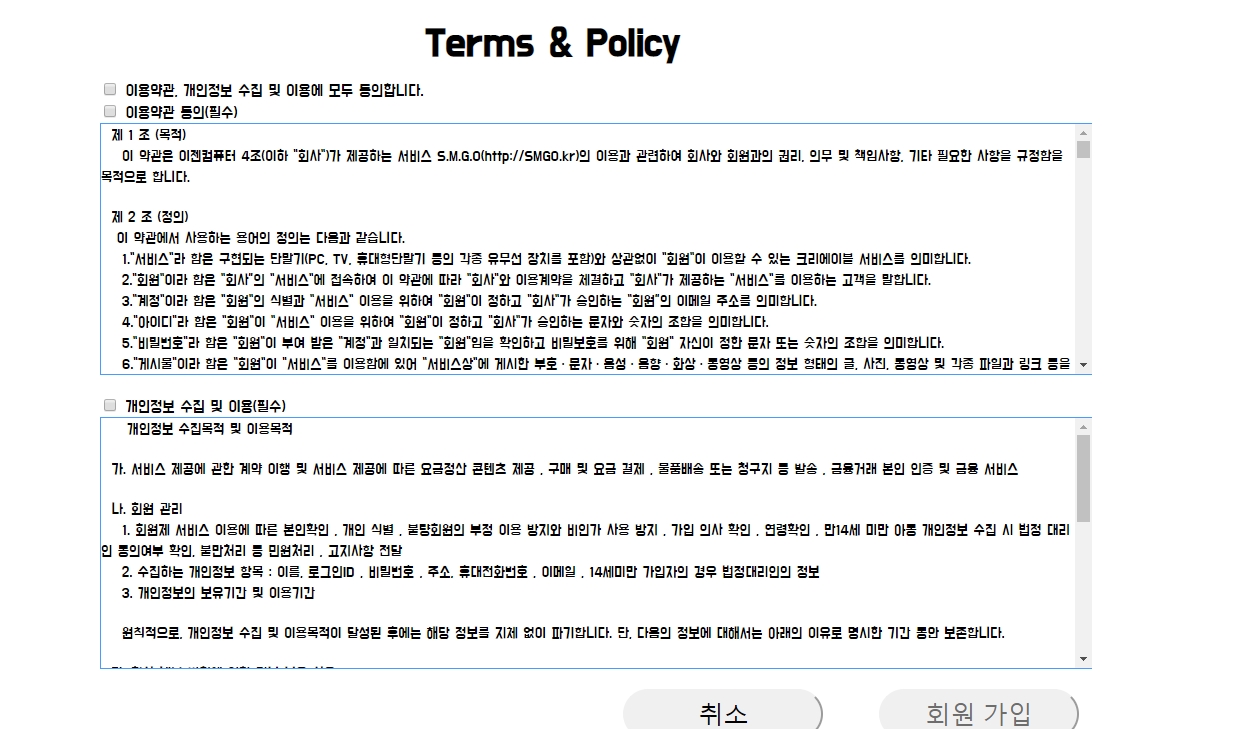 Terms & Policy
이용약관, 개인정보 수집 및 이용에 모두 동의합니다.
이용약관 동의(필수)
제 1 조 (목적)
이 약관은 이젠컴퓨터 4조(이하 "회사")가 제공하는 서비스 S.M.G.O(http://SMGO.kr)의 이용과 관련하여 회사와 회원과의 권리, 의무 및 책임사항, 기타 필요한 사항을 규정함을
목적으로 합니다.
제 2 조 (정의)
이 약관에서 사용하는 용어의 정의는 다음과 같습니다.
1."서비스"라 함은 구현되는 단말기(PC, TV, 휴대형단말기 등의 각종 유무선 장치를 포함)와 상관없이 "회원"이 이용할 수 있는 크리에이블 서비스를 의미합니다.
2."회원"이라 함은 "회사"의 "서비스"에 접속하여 이 약관에 따라 "회사"와 이용계약을 체결하고 "회사"가 제공하는 "서비스"를 이용하는 고객을 말합니다.
3."계정"이라 함은 "회원"의 식별과 "서비스" 이용을 위하여 "회원"이 정하고 "회사"가 승인하는 "회원"의 이메일 주소를 의미합니다.
4."아이디"라 함은 "회원"이 "서비스" 이용을 위하여 "회원"이 정하고 "회사"가 승인하는 문자와 숫자의 조합을 의미합니다.
5."비밀번호"라 함은 "회원"이 부여 받은 "계정"과 일치되는 "회원"임을 확인하고 비밀보호를 위해 "회원" 자신이 정한 문자 또는 숫자의 조합을 의미합니다.
6."게시물"이라 함은 "회원"이 "서비스"를 이용함에 있어 "서비스상"에 게시한 부호ㆍ문자ㆍ음성ㆍ음향ㆍ화상ㆍ동영상 등의 정보 형태의 글, 사진, 동영상 및 각종 파일과 링크 등을
개인정보 수집 및 이용(필수)
개인정보 수집목적 및 이용목적
가. 서비스 제공에 관한 계약 이행 및 서비스 제공에 따른 요금정산 콘텐츠 제공 , 구매 및 요금 결제 , 물품배송 또는 청구지 등 발송 , 금융거래 본인 인증 및 금융 서비스
나. 회원 관리
1. 회원제 서비스 이용에 따른 본인확인 , 개인 식별 , 불량회원의 부정 이용 방지와 비인가 사용 방지 , 가입 의사 확인 , 연령확인 , 만14세 미만 아동 개인정보 수집 시 법정 대리
인 동의여부 확인, 불만처리 등 민원처리 , 고지사항 전달
2. 수집하는 개인정보 항목 : 이름, 로그인ID , 비밀번호 , 주소, 휴대전화번호 , 이메일 , 14세미만 가입자의 경우 법정대리인의 정보
3. 개인정보의 보유기간 및 이용기간
원칙적으로, 개인정보 수집 및 이용목적이 달성된 후에는 해당 정보를 지체 없이 파기합니다. 단, 다음의 정보에 대해서는 아래의 이유로 명시한 기간 동안 보존합니다.
취소
회원 가입